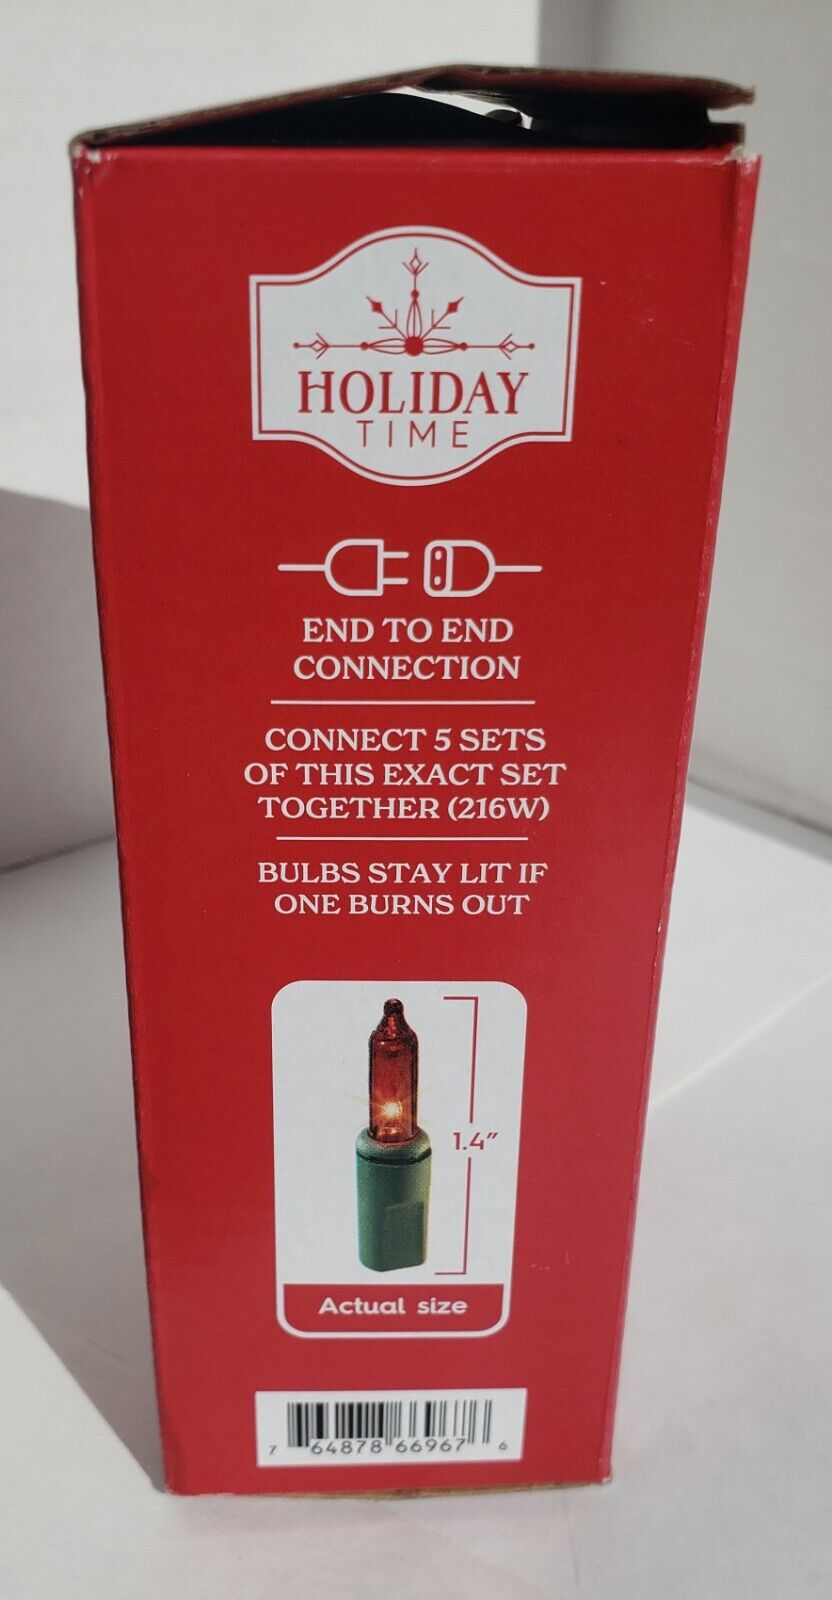 HOLIDAY
TIME
END TO END
CONNECTION
CONNECT 5 SETS
OF THIS EXACT SET
TOGETHER (216W)
BULBS STAY LIT IF
ONE BURNS OUT
1.4"
Actual size
7 64878 66967 6